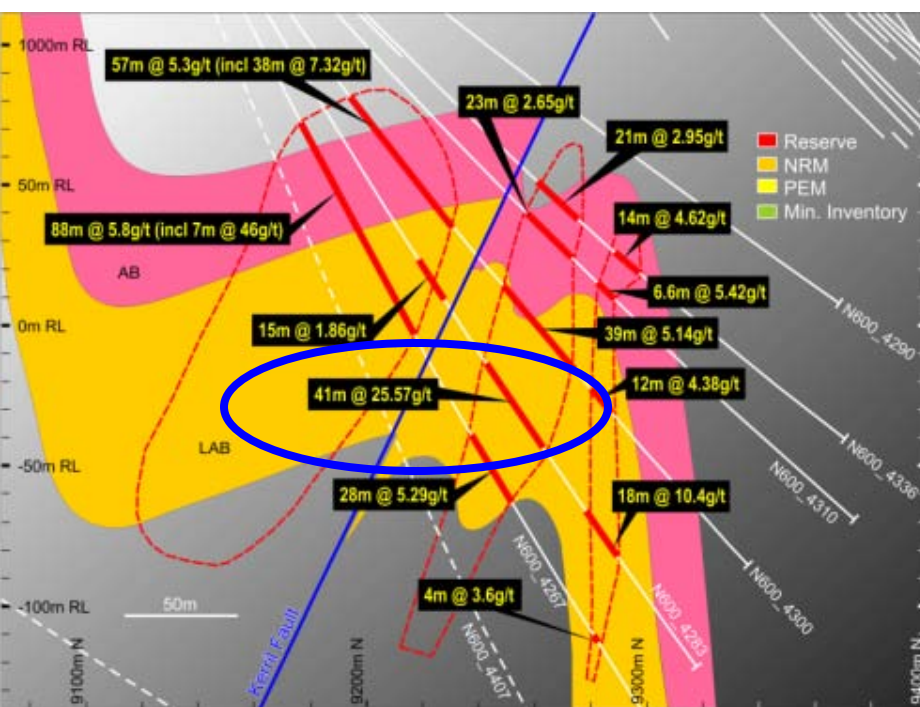 1000m RL
57m @ 5.3g/t (incl 38m @ 7.32g/t)
23m @ 2.65g/t
21m @ 2.95g/t
Reserve
NRM
PEM
Min. Inventory
50m RL
88m @ 5.8g/t (incl 7m @ 46g/t)
14m @ 4.62g/t
AB
6.6m @ 5.42g/t
N600_4290
0m RL
15m @ 1.86g/t
39m @ 5.14g/t
41m @ 25.57g/t
12m @ 4.38g/t
LAB
-50m RL
N600_4336
N600_4310
28m @ 5.29g/t
18m @ 10.4g/t
N600_4267
N600_4300
-100m RL
50m
4m @ 3.6g/t
N600_4283
Kerril Fault
N600_4407
9100m N
9200m N
9300m N